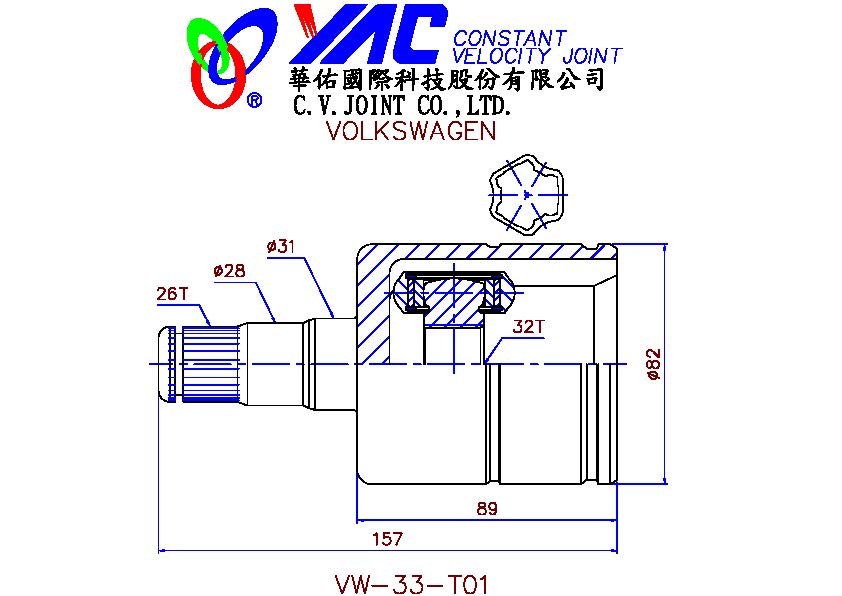 YAC CONSTANT
VELOCITY JOINT
®
華佑國際科技股份有限公司
C.V.JOINT CO.,LTD.
VOLKSWAGEN
ø31
ø28
26T
32T
ø82
89
157
VW-33-T01